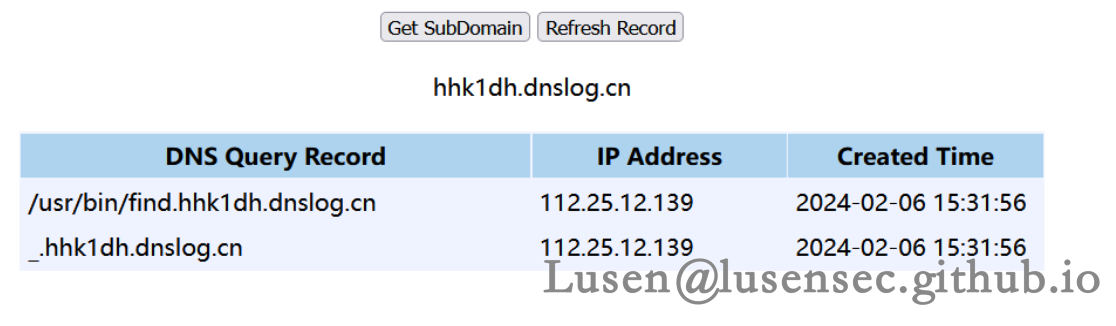 Get SubDomain Refresh Record
hhk1dh.dnslog.cn
DNS Query Record IP Address Created Time
/usr/bin/find.hhk1dh.dnslog.cn 112.25.12.139 2024-02-06 15:31:56
_.hhk1dh.dnslog.cn 112.25.12.139 2024-02-06 15:31:56
Lusen@lusensec.github.io